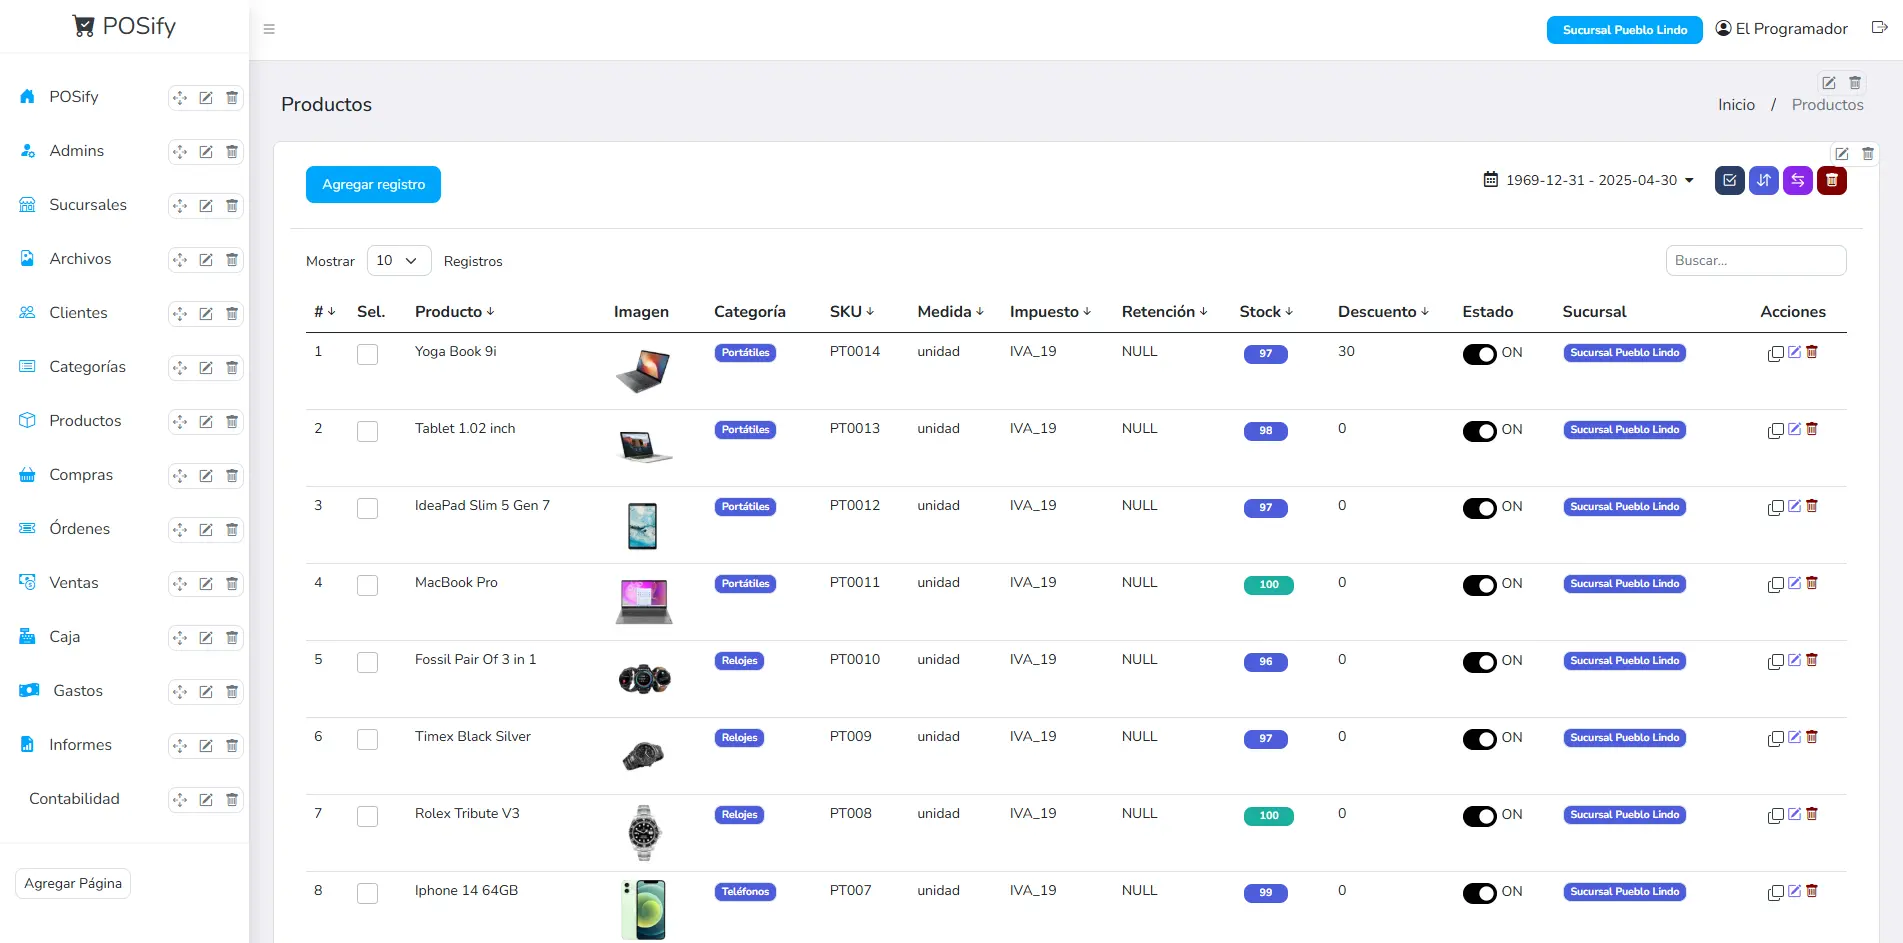 POSify
Sucursal Pueblo Lindo El Programador
POSify
Admins
Sucursales
Archivos
Clientes
Categorías
Productos
Compras
Órdenes
Ventas
Caja
Gastos
Informes
Contabilidad
Agregar Página
Productos
Inicio / Productos
Agregar registro
1969-12-31 - 2025-04-30
Mostrar 10 Registros
Buscar...
# Sel. Producto Imagen Categoría SKU Medida Impuesto Retención Stock Descuento Estado Sucursal Acciones
1 Yoga Book 9i Portátiles PT0014 unidad IVA_19 NULL 97 30 ON Sucursal Pueblo Lindo
2 Tablet 1.02 inch Portátiles PT0013 unidad IVA_19 NULL 98 0 ON Sucursal Pueblo Lindo
3 IdeaPad Slim 5 Gen 7 Portátiles PT0012 unidad IVA_19 NULL 97 0 ON Sucursal Pueblo Lindo
4 MacBook Pro Portátiles PT0011 unidad IVA_19 NULL 100 0 ON Sucursal Pueblo Lindo
5 Fossil Pair Of 3 in 1 Relojes PT0010 unidad IVA_19 NULL 96 0 ON Sucursal Pueblo Lindo
6 Timex Black Silver Relojes PT009 unidad IVA_19 NULL 97 0 ON Sucursal Pueblo Lindo
7 Rolex Tribute V3 Relojes PT008 unidad IVA_19 NULL 100 0 ON Sucursal Pueblo Lindo
8 Iphone 14 64GB Teléfonos PT007 unidad IVA_19 NULL 99 0 ON Sucursal Pueblo Lindo